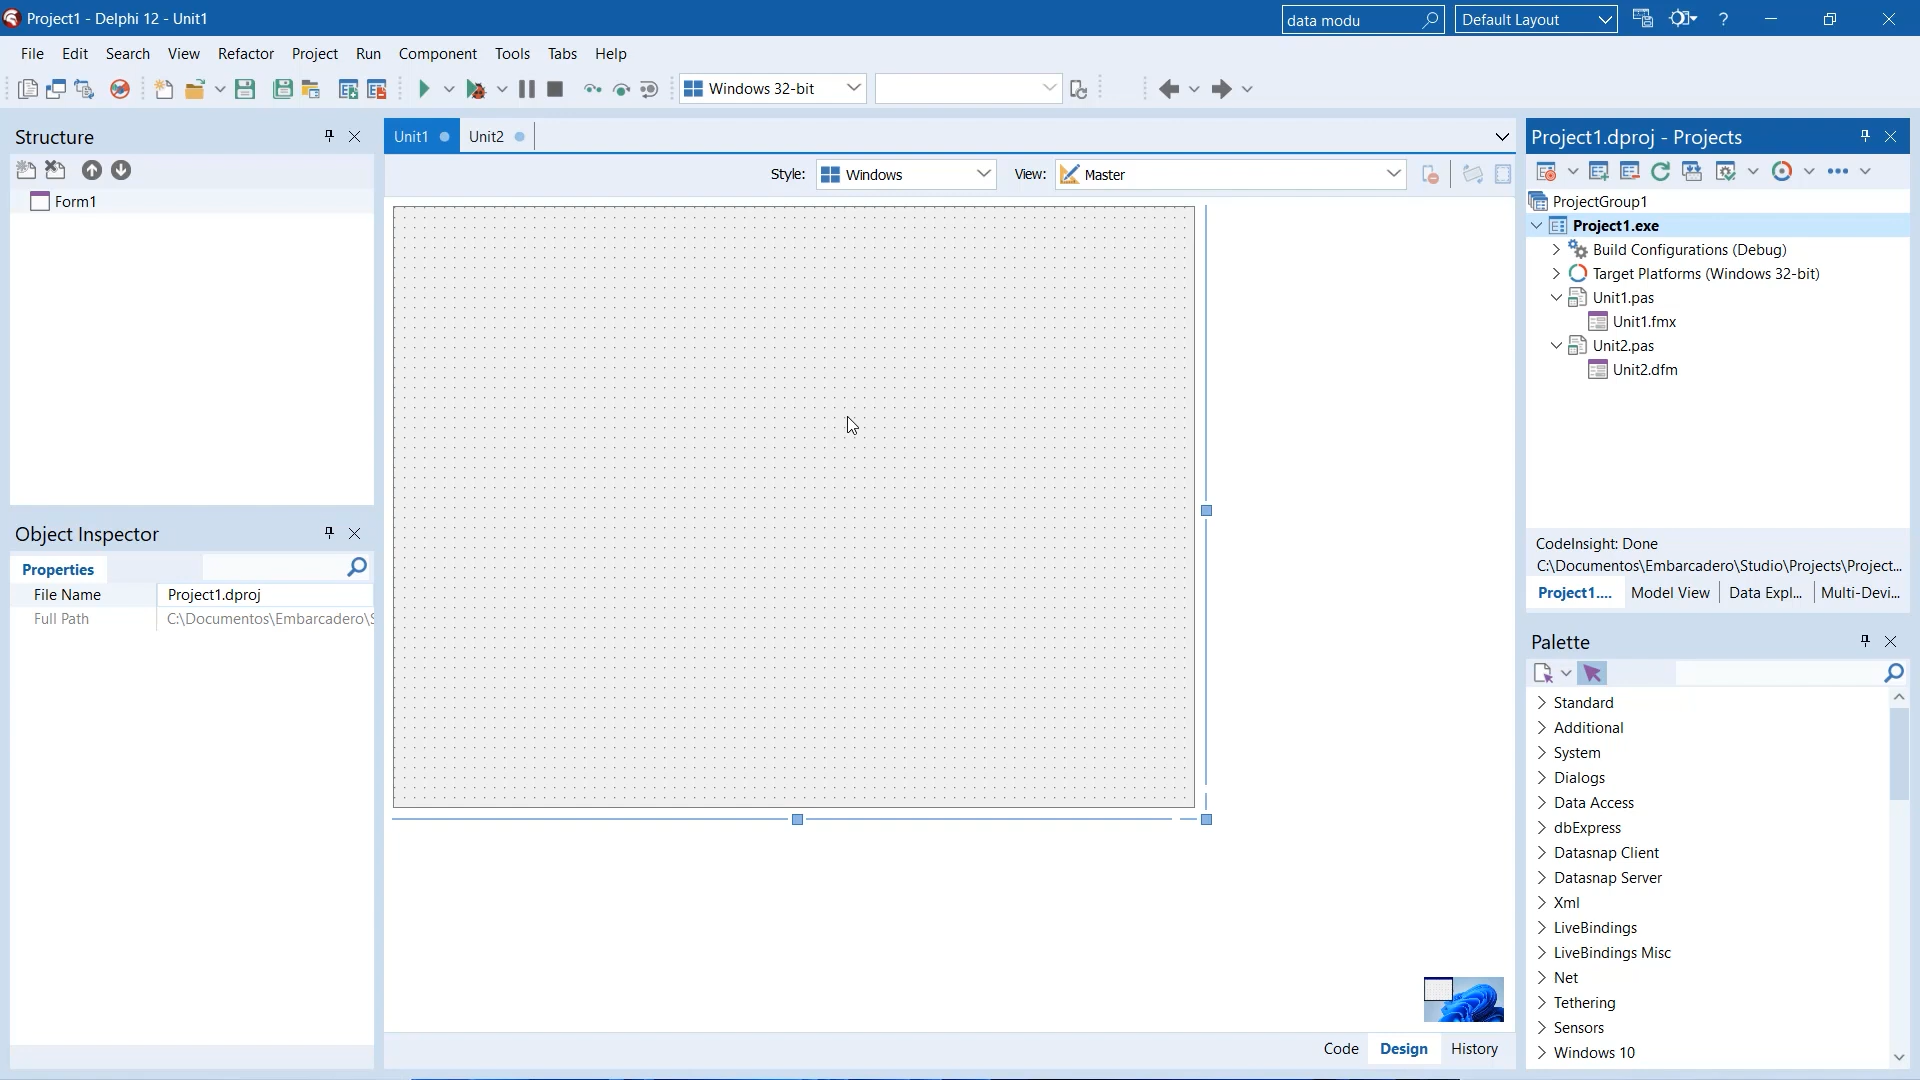 Project1 - Delphi 12 - Unit1
data modu
Default Layout
?
File Edit Search View Refactor Project Run Component Tools Tabs Help
Windows 32-bit
Structure
Form1
Object Inspector
Properties
File Name Project1.dproj
Full Path C:\Documentos\Embarcadero\S
Unit1 Unit2
Style: Windows View: Master
Code Design History
Project1.dproj - Projects
ProjectGroup1
Project1.exe
Build Configurations (Debug)
Target Platforms (Windows 32-bit)
Unit1.pas
Unit1.fmx
Unit2.pas
Unit2.dfm
CodeInsight: Done
C:\Documentos\Embarcadero\Studio\Projects\Project...
Project1.... Model View Data Expl... Multi-Devi...
Palette
Standard
Additional
System
Dialogs
Data Access
dbExpress
Datasnap Client
Datasnap Server
Xml
LiveBindings
LiveBindings Misc
Net
Tethering
Sensors
Windows 10